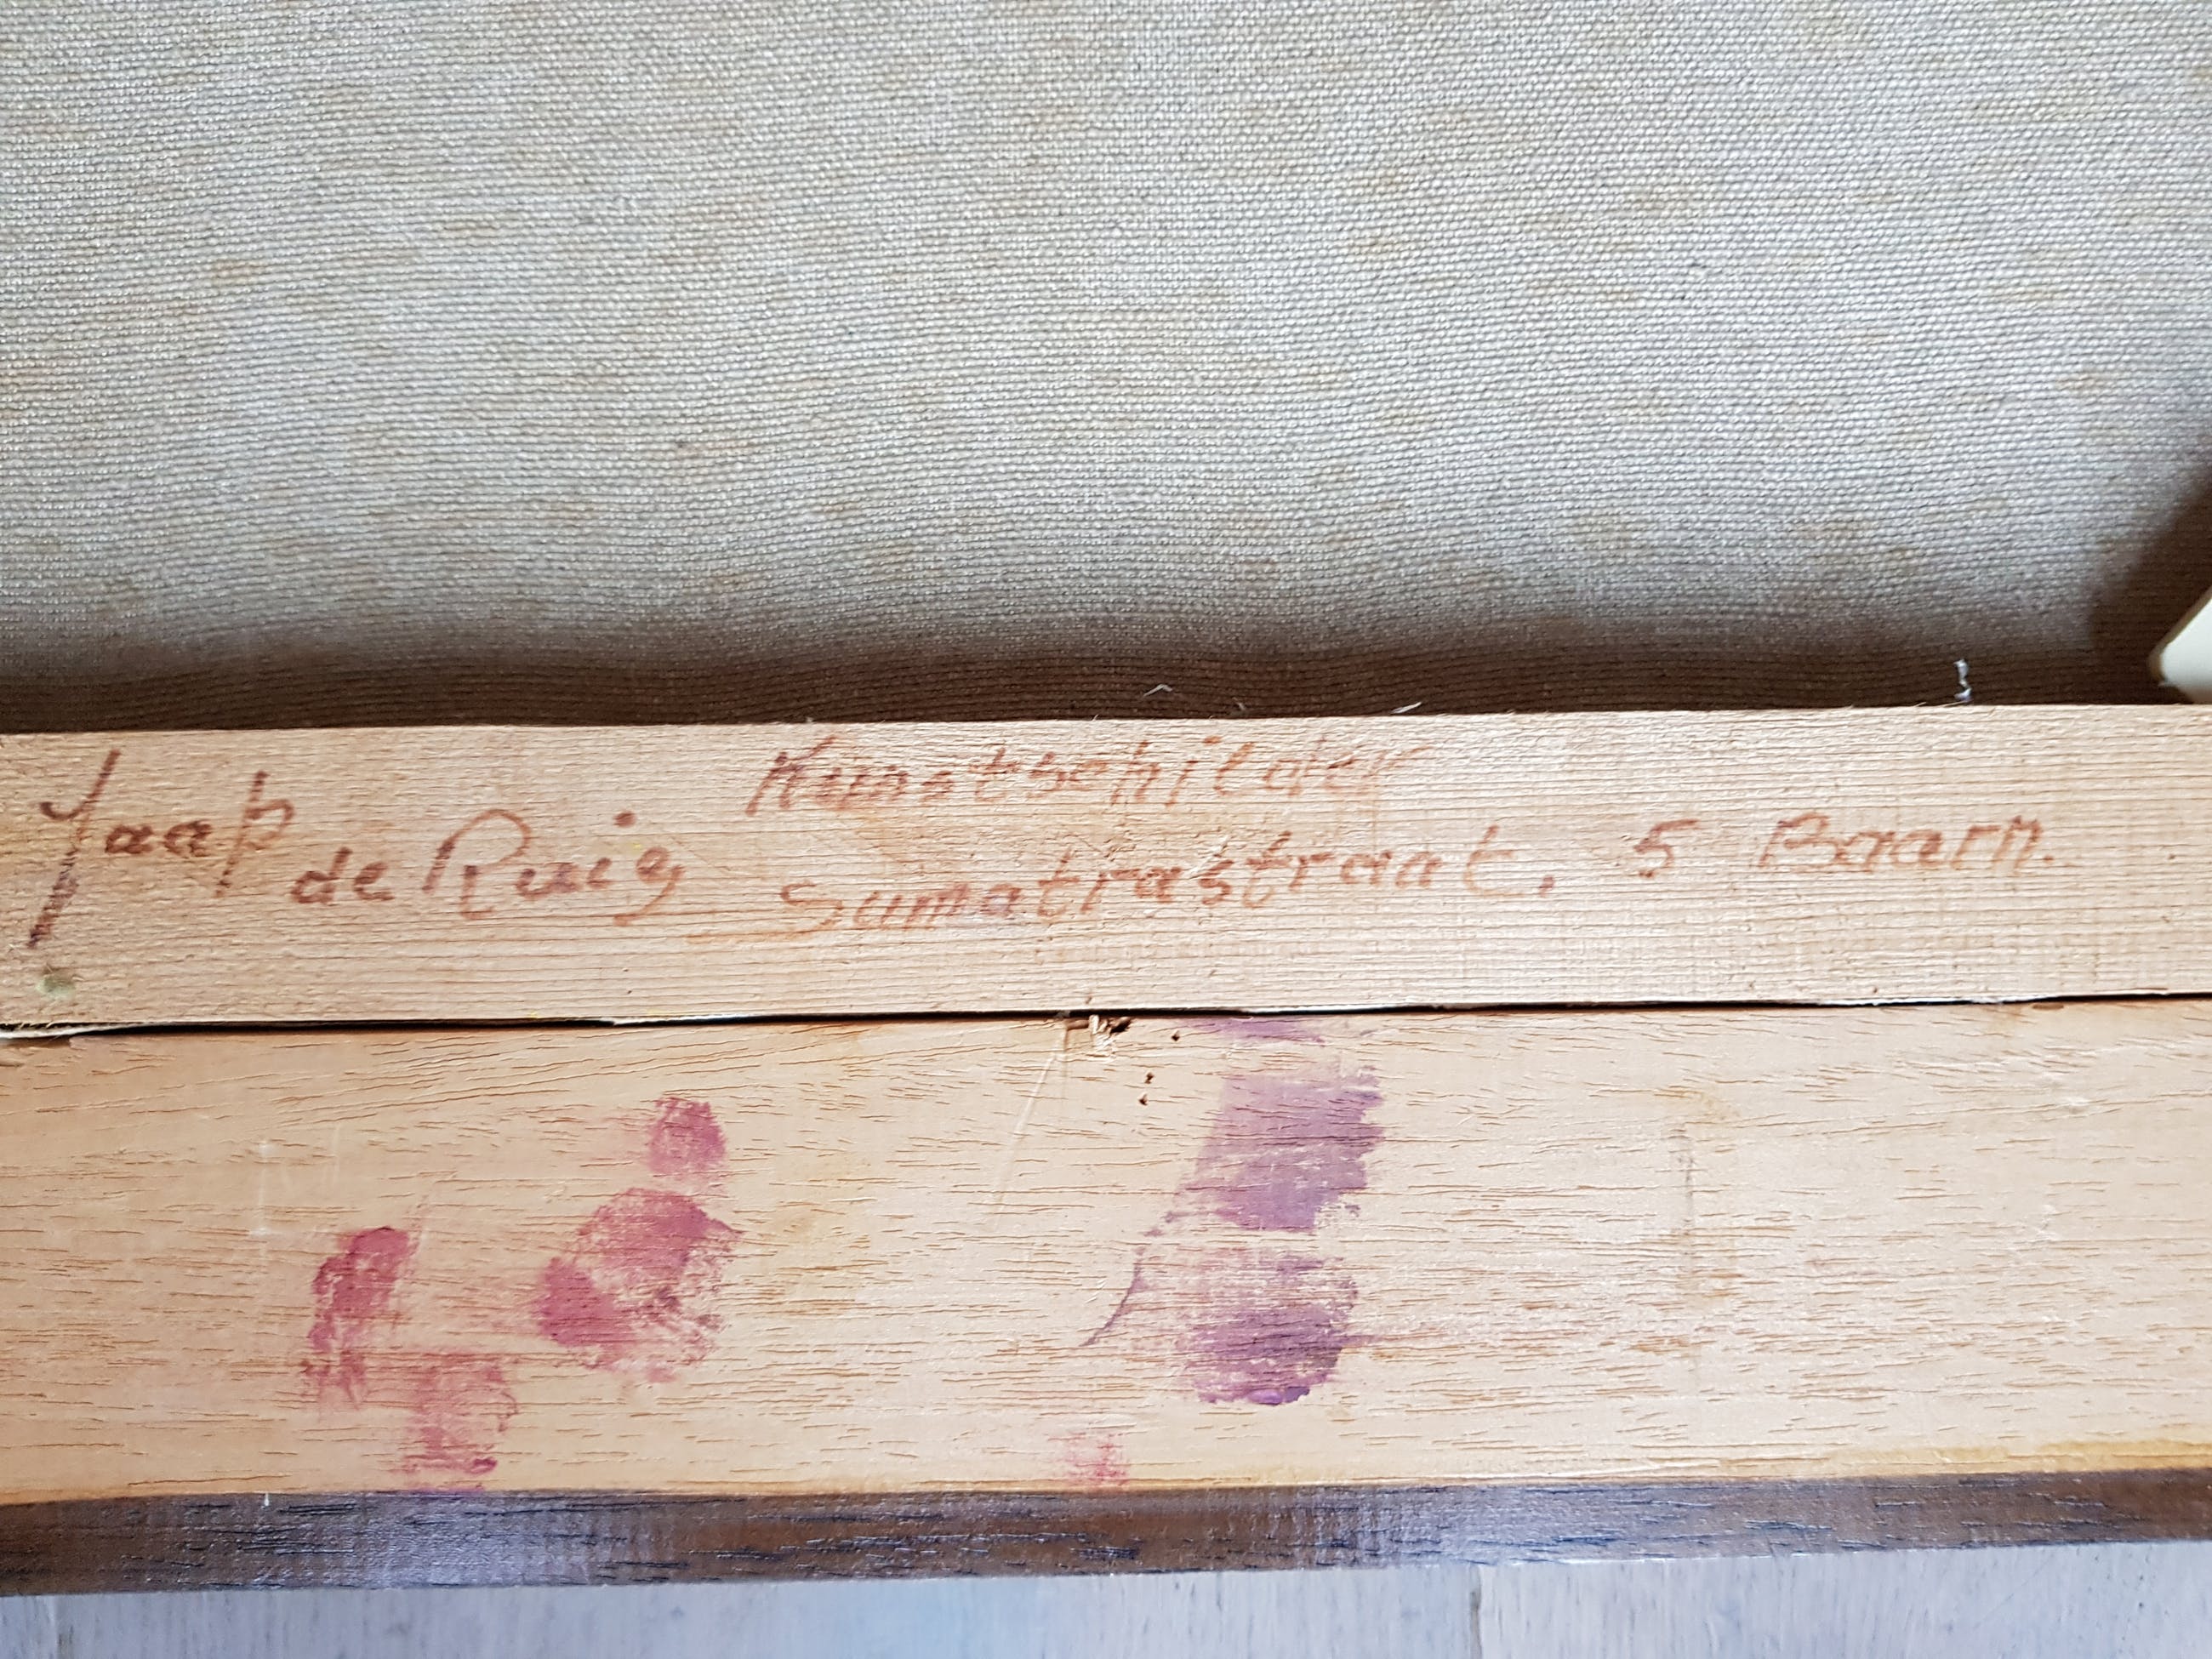 Jaap de Ruig
Kunstschilder
Sumatrastraat. 5 Baarn.